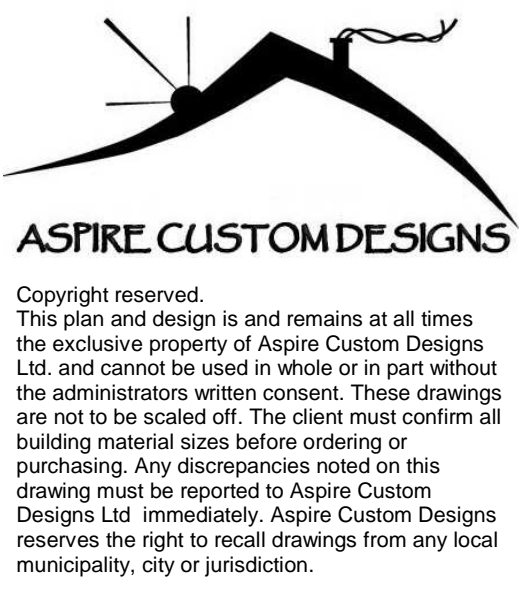 ASPIRE CUSTOM DESIGNS
Copyright reserved.
This plan and design is and remains at all times
the exclusive property of Aspire Custom Designs
Ltd. and cannot be used in whole or in part without
the administrators written consent. These drawings
are not to be scaled off. The client must confirm all
building material sizes before ordering or
purchasing. Any discrepancies noted on this
drawing must be reported to Aspire Custom
Designs Ltd  immediately. Aspire Custom Designs
reserves the right to recall drawings from any local
municipality, city or jurisdiction.